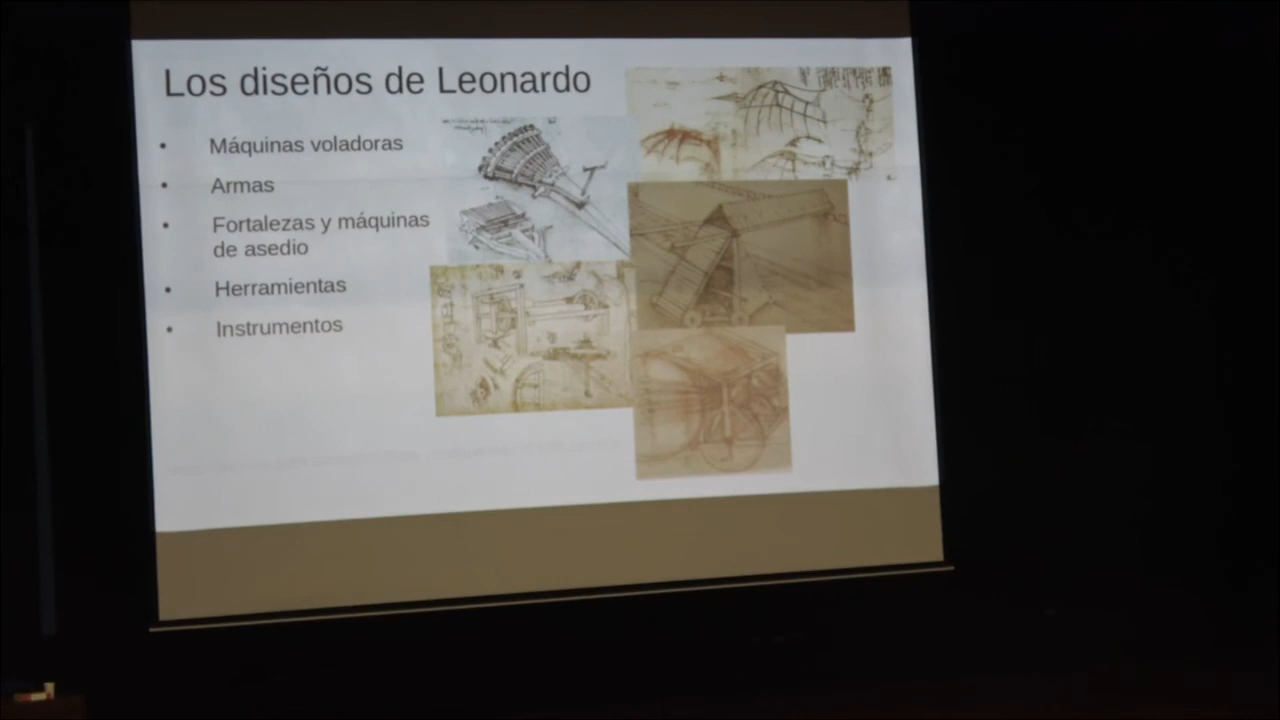 Los diseños de Leonardo
• Máquinas voladoras
• Armas
• Fortalezas y máquinas
de asedio
• Herramientas
• Instrumentos